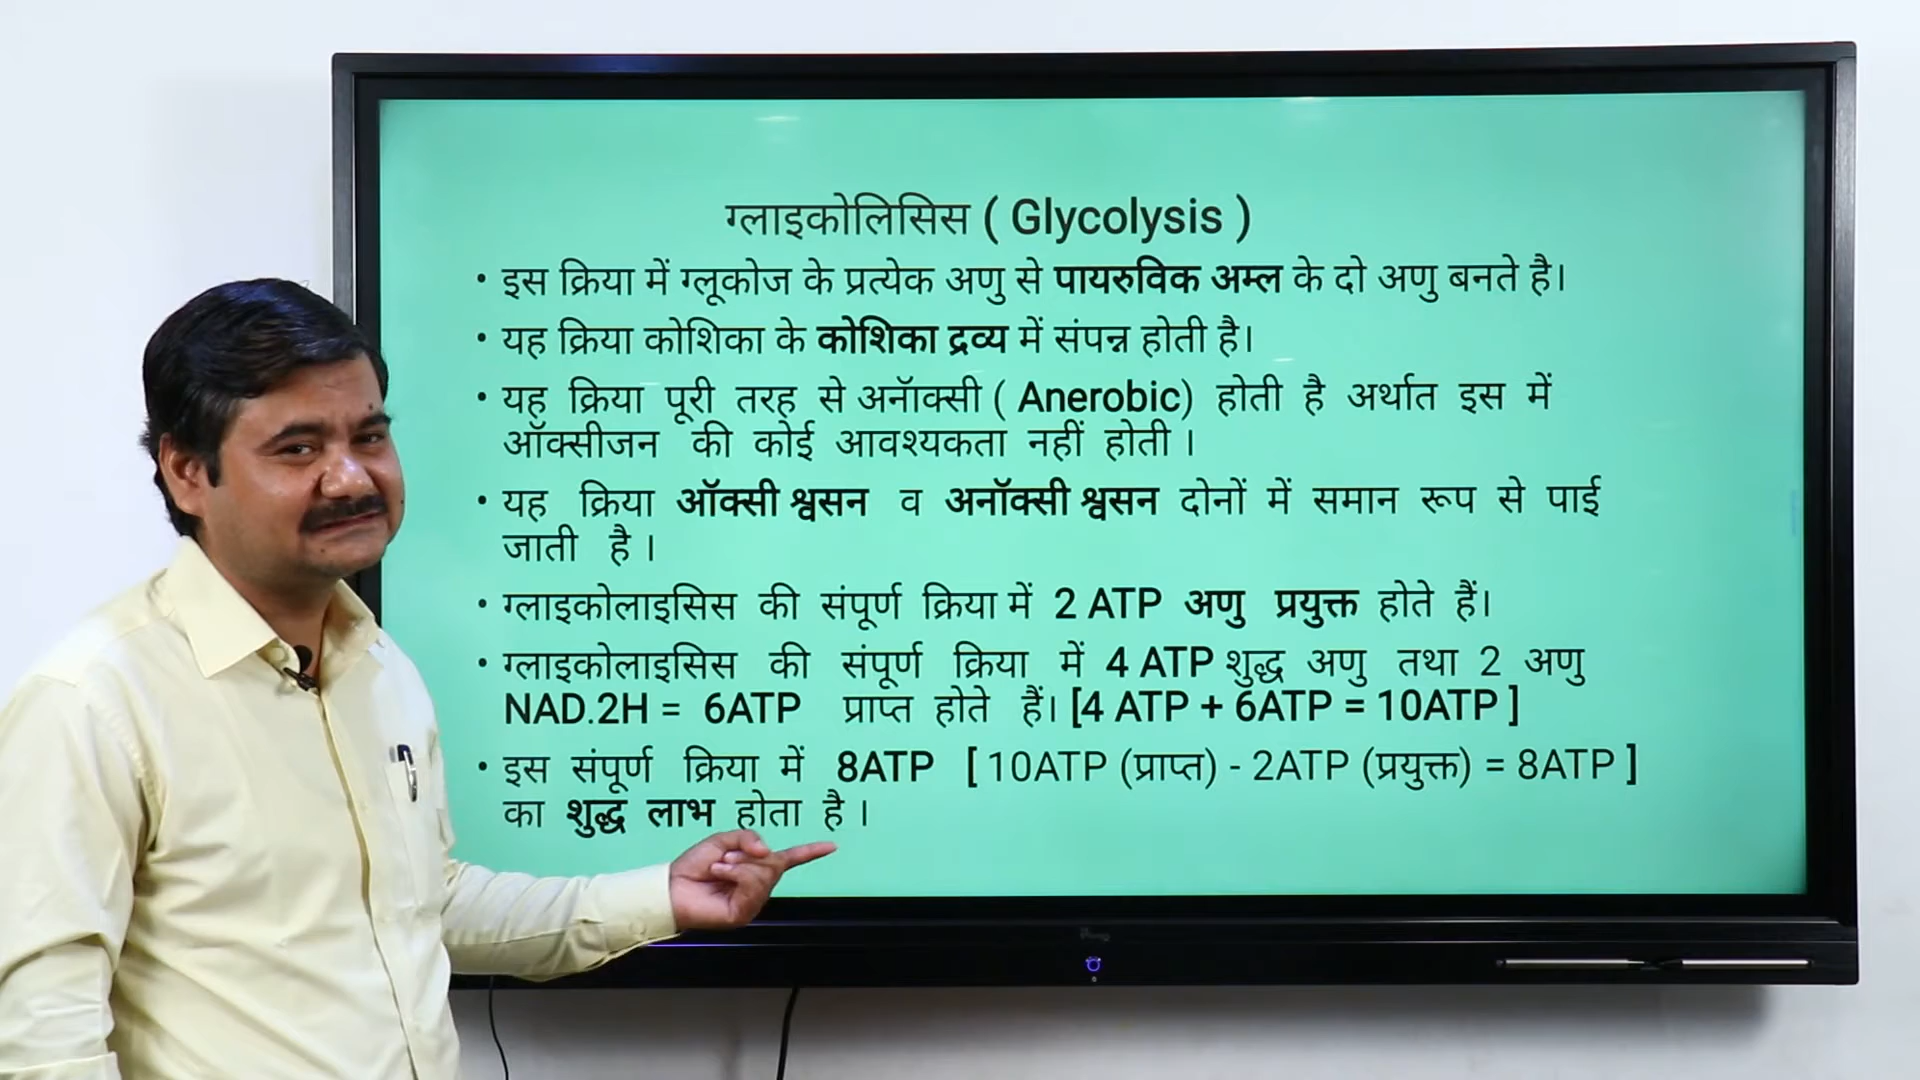 ग्लाइकोलिसिस ( Glycolysis )
• इस क्रिया में ग्लूकोज के प्रत्येक अणु से पायरुविक अम्ल के दो अणु बनते है।
• यह क्रिया कोशिका के कोशिका द्रव्य में संपन्न होती है।
• यह क्रिया पूरी तरह से अनॉक्सी ( Anerobic) होती है अर्थात इस में
ऑक्सीजन की कोई आवश्यकता नहीं होती ।
• यह क्रिया ऑक्सी श्वसन व अनॉक्सी श्वसन दोनों में समान रूप से पाई
जाती है ।
• ग्लाइकोलाइसिस की संपूर्ण क्रिया में 2 ATP अणु प्रयुक्त होते हैं।
• ग्लाइकोलाइसिस की संपूर्ण क्रिया में 4 ATP शुद्ध अणु तथा 2 अणु
NAD.2H = 6ATP प्राप्त होते हैं। [4 ATP + 6ATP = 10ATP ]
• इस संपूर्ण क्रिया में 8ATP [ 10ATP (प्राप्त) - 2ATP (प्रयुक्त) = 8ATP ]
का शुद्ध लाभ होता है ।